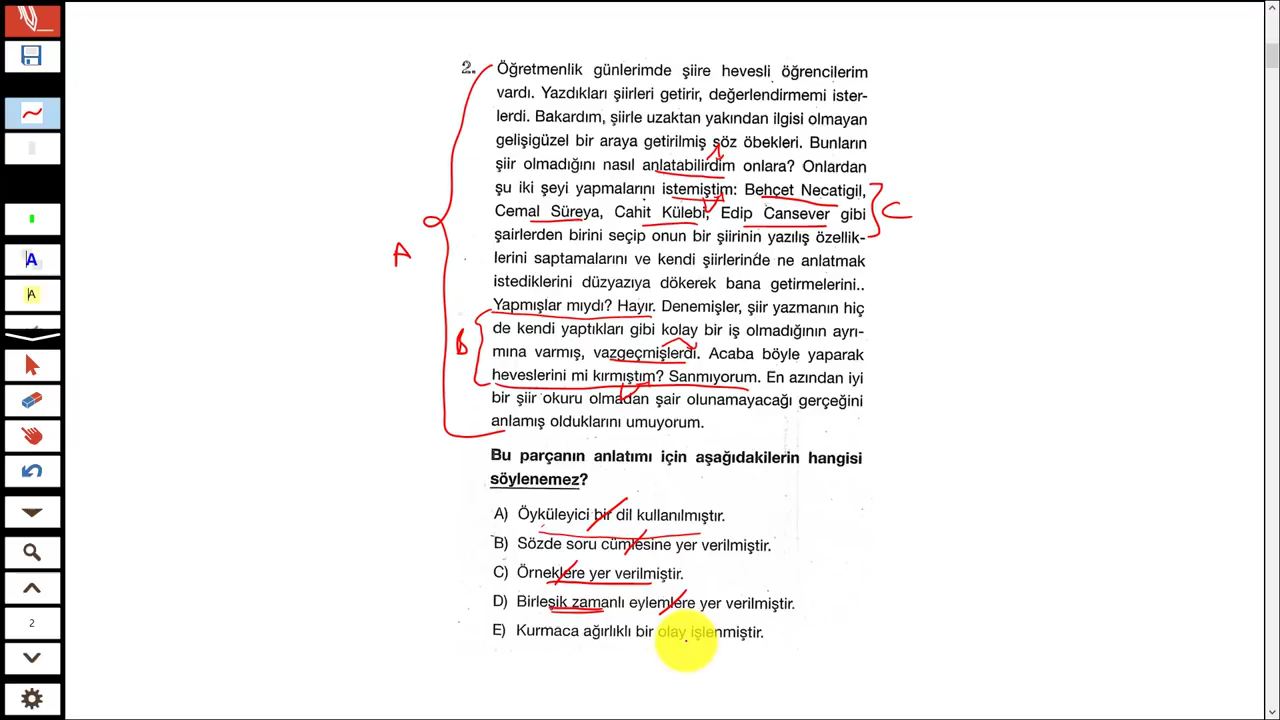 2. Öğretmenlik günlerimde şiire hevesli öğrencilerim
vardı. Yazdıkları şiirleri getirir, değerlendirmemi ister-
lerdi. Bakardım, şiirle uzaktan yakından ilgisi olmayan
gelişigüzel bir araya getirilmiş söz öbekleri. Bunların
şiir olmadığını nasıl anlatabilirdim onlara? Onlardan
şu iki şeyi yapmalarını istemiştim: Behçet Necatigil,
Cemal Süreya, Cahit Külebi, Edip Cansever gibi
C
şairlerden birini seçip onun bir şiirinin yazılış özellik-
A
lerini saptamalarını ve kendi şiirlerinde ne anlatmak
istediklerini düzyazıya dökerek bana getirmelerini..
Yapmışlar mıydı? Hayır. Denemişler, şiir yazmanın hiç
de kendi yaptıkları gibi kolay bir iş olmadığının ayrı-
B
mına varmış, vazgeçmişlerdi. Acaba böyle yaparak
heveslerini mi kırmıştım? Sanmıyorum. En azından iyi
bir şiir okuru olmadan şair olunamayacağı gerçeğini
anlamış olduklarını umuyorum.
Bu parçanın anlatımı için aşağıdakilerin hangisi
söylenemez?
A) Öyküleyici bir dil kullanılmıştır.
B) Sözde soru cümlesine yer verilmiştir.
C) Örneklere yer verilmiştir.
D) Birleşik zamanlı eylemlere yer verilmiştir.
E) Kurmaca ağırlıklı bir olay işlenmiştir.
A
A
2